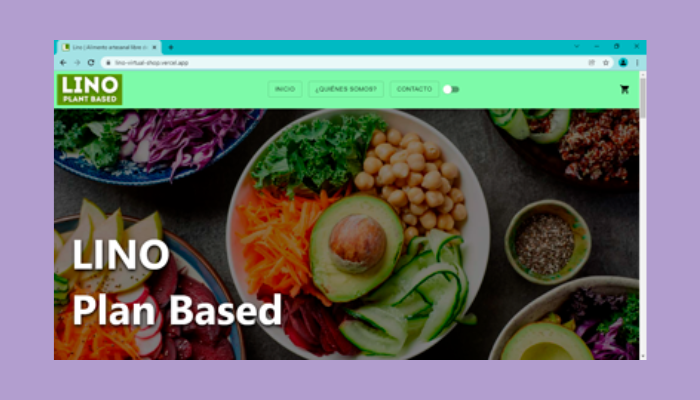 Lino | Alimento artesanal libre de
lino-virtual-shop.vercel.app
LINO
PLANT BASED
INICIO
¿QUIÉNES SOMOS?
CONTACTO
LINO
Plan Based